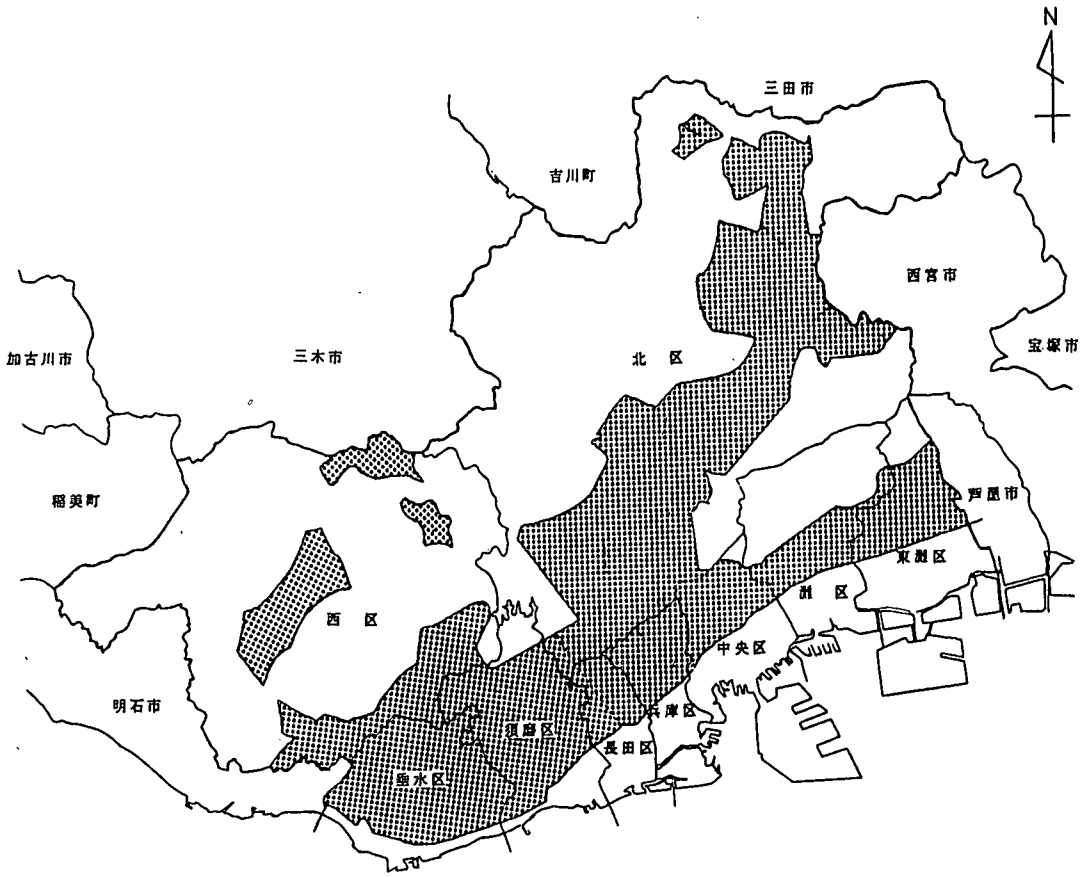 N
三田市
吉川町
西宮市
加古川市
三木市
北 区
宝塚市
稲美町
芦屋市
東灘区
灘 区
西 区
中央区
明石市
兵庫区
須磨区
長田区
垂水区